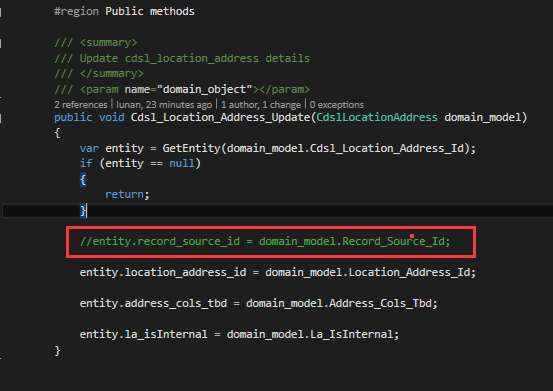 #region Public methods
/// <summary>
/// Update cdsl_location_address details
/// </summary>
/// <param name="domain_object"></param>
2 references | lunan, 23 minutes ago | 1 author, 1 change | 0 exceptions
public void Cdsl_Location_Address_Update(CdslLocationAddress domain_model)
{
var entity = GetEntity(domain_model.Cdsl_Location_Address_Id);
if (entity == null)
{
return;
}
//entity.record_source_id = domain_model.Record_Source_Id;
entity.location_address_id = domain_model.Location_Address_Id;
entity.address_cols_tbd = domain_model.Address_Cols_Tbd;
entity.la_isInternal = domain_model.La_IsInternal;
}